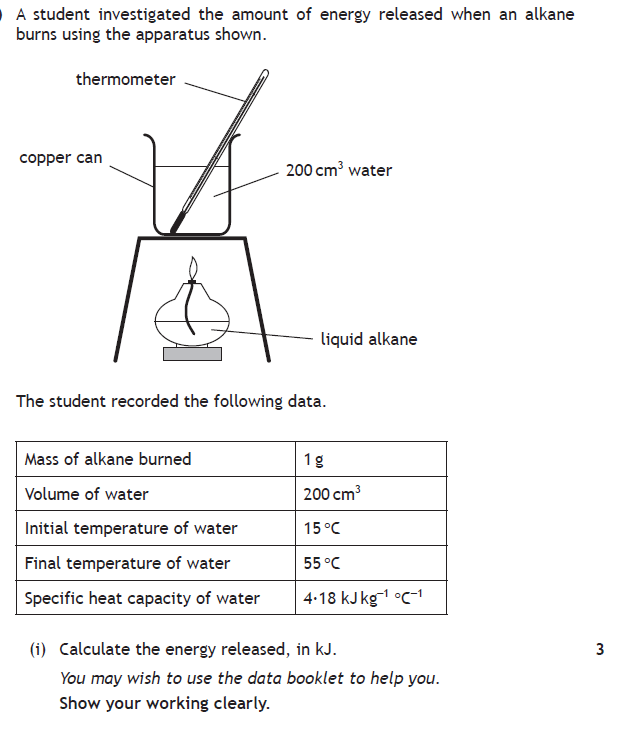 ) A student investigated the amount of energy released when an alkane
burns using the apparatus shown.
thermometer
copper can
200 cm³ water
liquid alkane
The student recorded the following data.
Mass of alkane burned 1 g
Volume of water 200 cm³
Initial temperature of water 15 °C
Final temperature of water 55 °C
Specific heat capacity of water 4·18 kJ kg⁻¹ °C⁻¹
(i) Calculate the energy released, in kJ. 3
You may wish to use the data booklet to help you.
Show your working clearly.